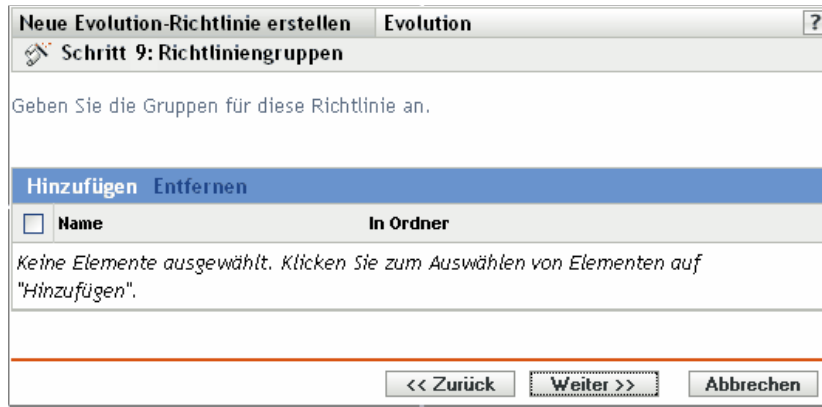 Neue Evolution-Richtlinie erstellen Evolution ?
Schritt 9: Richtliniengruppen
Geben Sie die Gruppen für diese Richtlinie an.
Hinzufügen Entfernen
Name In Ordner
Keine Elemente ausgewählt. Klicken Sie zum Auswählen von Elementen auf
"Hinzufügen".
<< Zurück Weiter >> Abbrechen